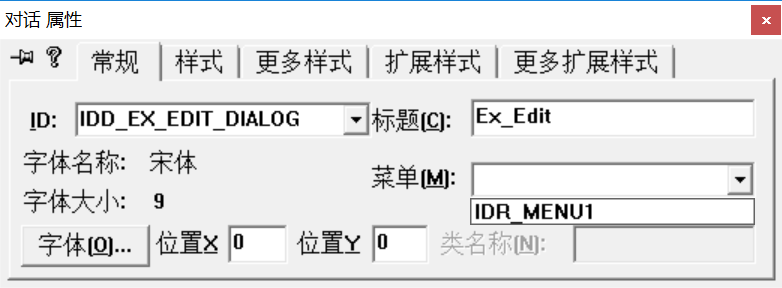 对话 属性
常规 样式 更多样式 扩展样式 更多扩展样式
ID: IDD_EX_EDIT_DIALOG 标题(C): Ex_Edit
字体名称: 宋体
菜单(M):
字体大小: 9
IDR_MENU1
字体(O)... 位置X 0 位置Y 0 类名称(N):